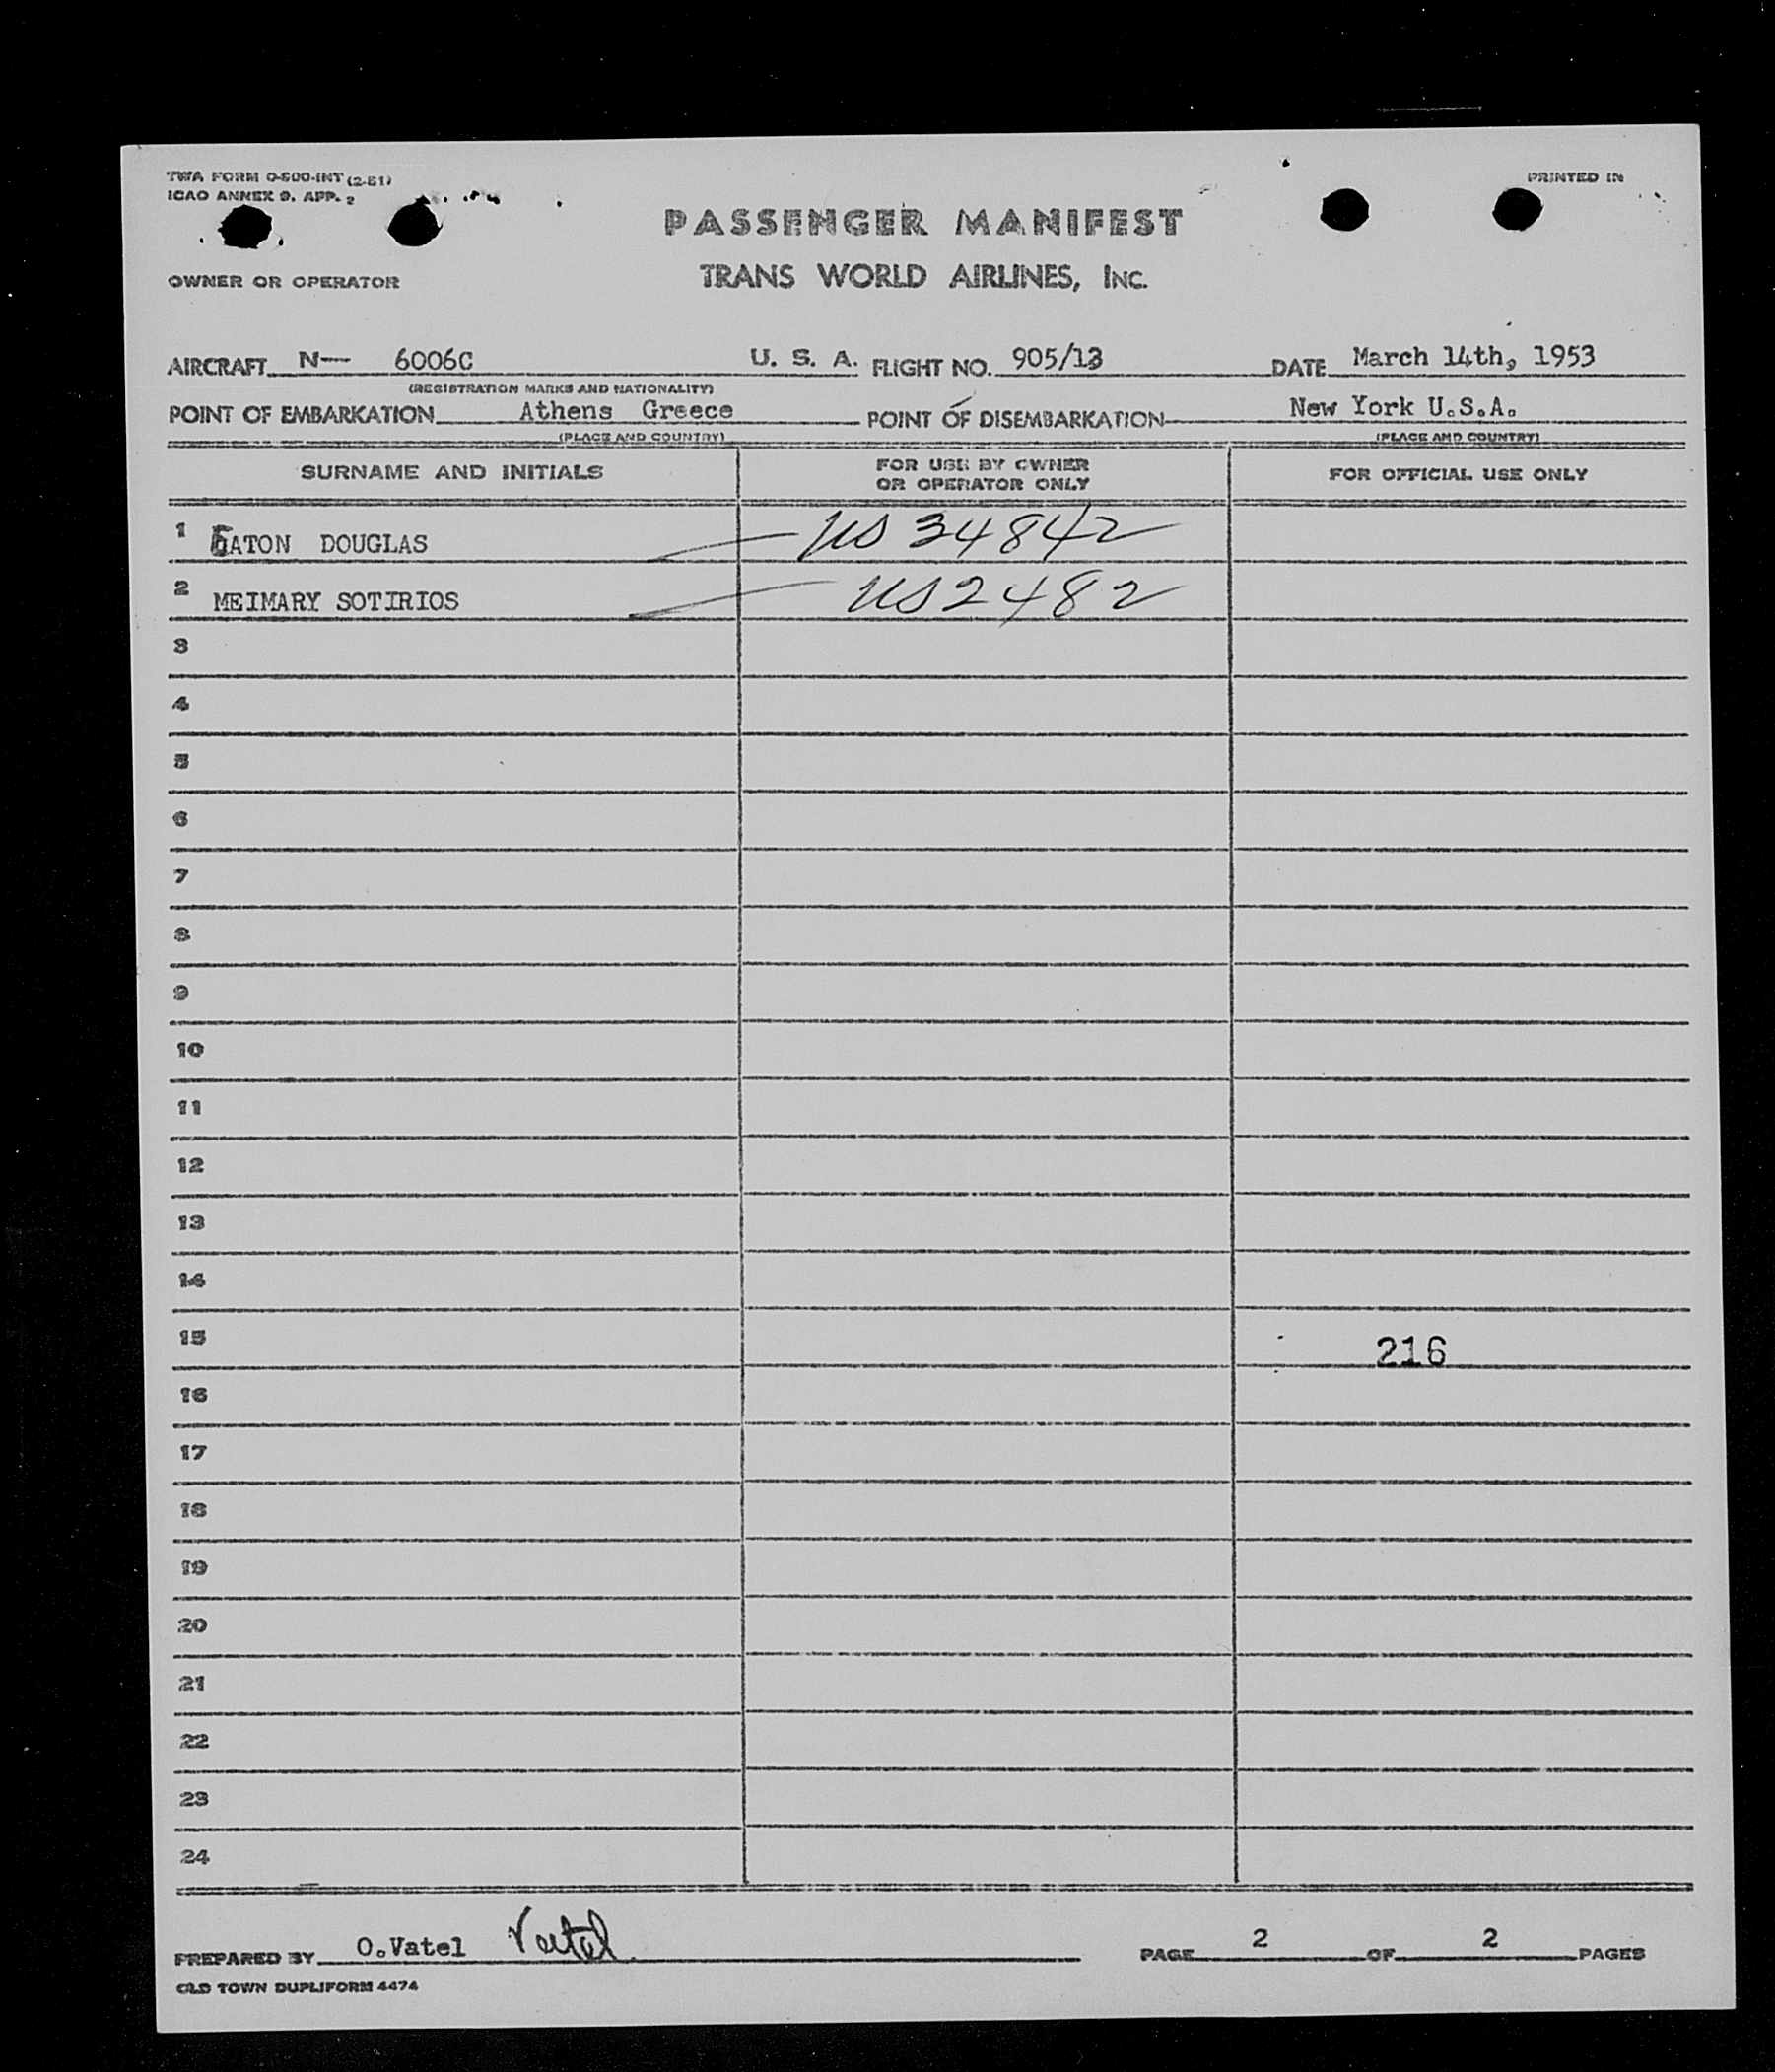 TWA FORM O-600-INT (2-51)
ICAO ANNEX 9, APP. 2
PRINTED IN
PASSENGER MANIFEST
OWNER OR OPERATOR
TRANS WORLD AIRLINES, INC.
AIRCRAFT N— 6006C U. S. A. FLIGHT NO. 905/13 DATE March 14th, 1953
(REGISTRATION MARKS AND NATIONALITY)
POINT OF EMBARKATION Athens Greece POINT OF DISEMBARKATION New York U.S.A.
(PLACE AND COUNTRY) (PLACE AND COUNTRY)
SURNAME AND INITIALS FOR USE BY OWNER OR OPERATOR ONLY FOR OFFICIAL USE ONLY
1 EATON DOUGLAS US 34842
2 MEIMARY SOTIRIOS US 2482
3
4
5
6
7
8
9
10
11
12
13
14
15 216
16
17
18
19
20
21
22
23
24
PREPARED BY O.Vatel Vatel PAGE 2 OF 2 PAGES
OLD TOWN DUPLIFORM 4474